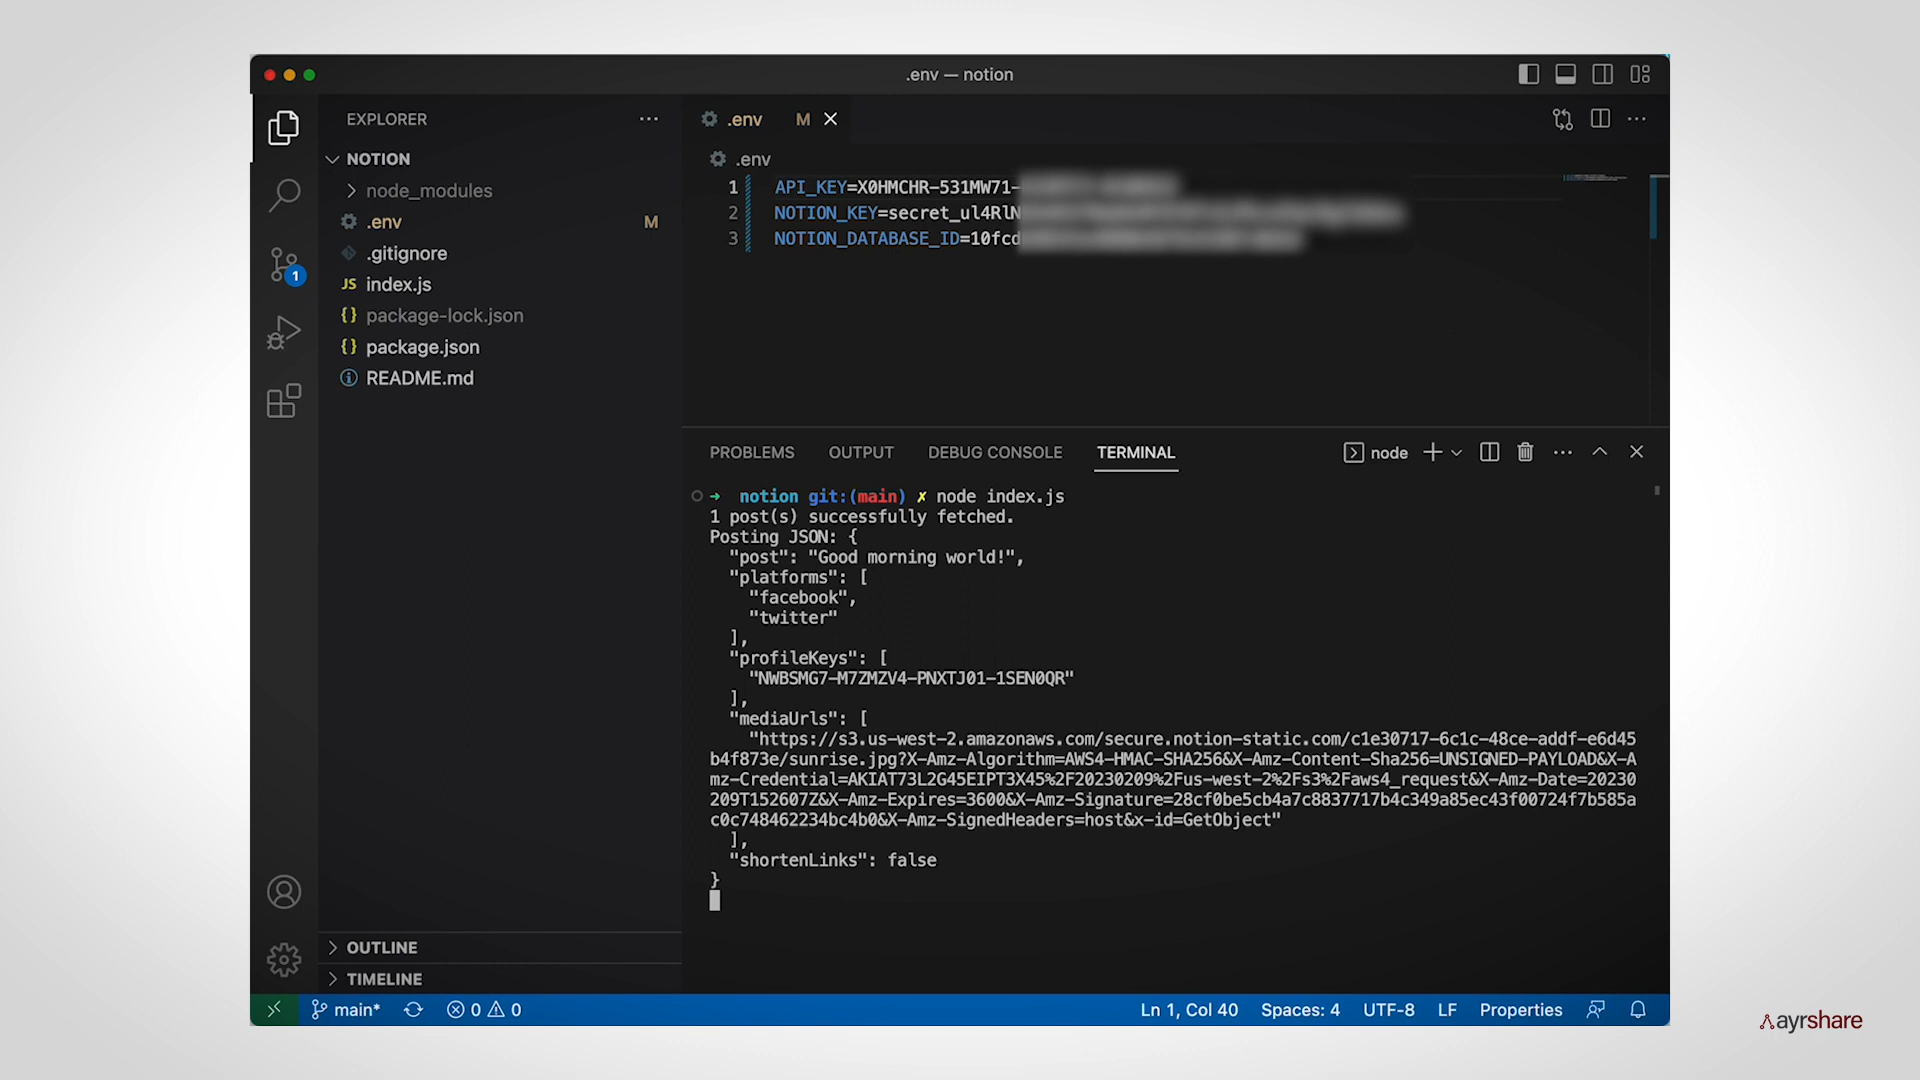 .env — notion
EXPLORER
.env M
NOTION
.env
node_modules
.env M
.gitignore
JS index.js
{} package-lock.json
{} package.json
README.md
1
OUTLINE
TIMELINE
1 API_KEY=X0HMCHR-531MW71-
2 NOTION_KEY=secret_ul4RlN
3 NOTION_DATABASE_ID=10fcd
PROBLEMS OUTPUT DEBUG CONSOLE TERMINAL node
notion git:(main) ✗ node index.js
1 post(s) successfully fetched.
Posting JSON: {
"post": "Good morning world!",
"platforms": [
"facebook",
"twitter"
],
"profileKeys": [
"NWBSMG7-M7ZMZV4-PNXTJ01-1SEN0QR"
],
"mediaUrls": [
"https://s3.us-west-2.amazonaws.com/secure.notion-static.com/c1e30717-6c1c-48ce-addf-e6d45
b4f873e/sunrise.jpg?X-Amz-Algorithm=AWS4-HMAC-SHA256&X-Amz-Content-Sha256=UNSIGNED-PAYLOAD&X-A
mz-Credential=AKIAT73L2G45EIPT3X45%2F20230209%2Fus-west-2%2Fs3%2Faws4_request&X-Amz-Date=20230
209T152607Z&X-Amz-Expires=3600&X-Amz-Signature=28cf0be5cb4a7c8837717b4c349a85ec43f00724f7b585a
c0c748462234bc4b0&X-Amz-SignedHeaders=host&x-id=GetObject"
],
"shortenLinks": false
}
main* 0 0 Ln 1, Col 40 Spaces: 4 UTF-8 LF Properties
ayrshare